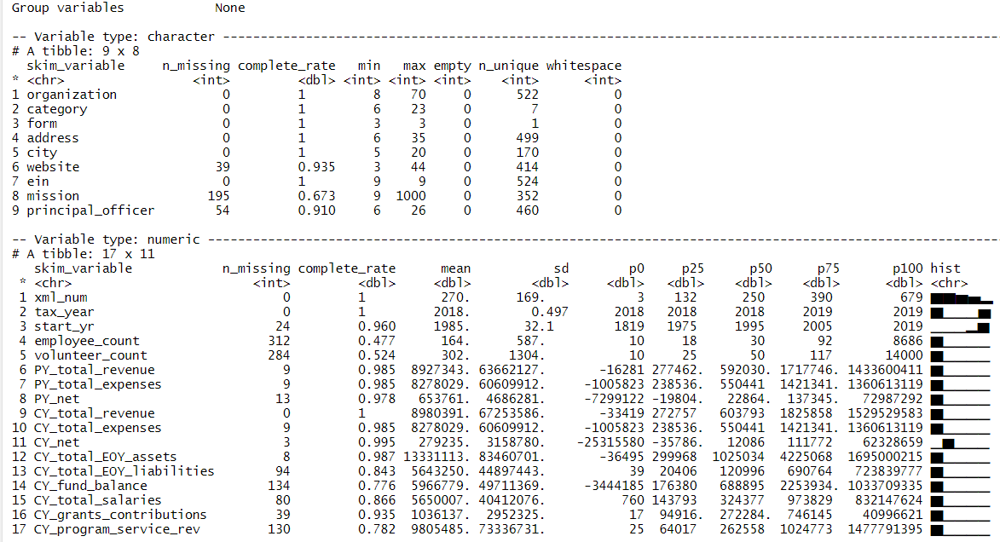 Group variables            None

-- Variable type: character ----------------------------------------------------------------------------------------------------
# A tibble: 9 x 8
  skim_variable     n_missing complete_rate   min   max empty n_unique whitespace
* <chr>                 <int>         <dbl> <int> <int> <int>    <int>      <int>
1 organization              0         1         8    70     0      522          0
2 category                  0         1         6    23     0        7          0
3 form                      0         1         3     3     0        1          0
4 address                   0         1         6    35     0      499          0
5 city                      0         1         5    20     0      170          0
6 website                  39         0.935     3    44     0      414          0
7 ein                       0         1         9     9     0      524          0
8 mission                 195         0.673     9  1000     0      352          0
9 principal_officer        54         0.910     6    26     0      460          0

-- Variable type: numeric ------------------------------------------------------------------------------------------------------
# A tibble: 17 x 11
   skim_variable            n_missing complete_rate      mean           sd        p0     p25      p50      p75       p100 hist
 * <chr>                        <int>         <dbl>     <dbl>        <dbl>     <dbl>   <dbl>    <dbl>    <dbl>      <dbl> <chr>
 1 xml_num                          0         1          270.       169.           3     132      250      390        679 ▇▇▆▅▂
 2 tax_year                         0         1         2018.         0.497     2018    2018     2018     2019       2019 ▇▁▁▁▆
 3 start_yr                        24         0.960     1985.        32.1       1819    1975     1995     2005       2019 ▁▁▁▂▇
 4 employee_count                 312         0.477      164.       587.          10      18       30       92       8686 ▇▁▁▁▁
 5 volunteer_count                284         0.524      302.      1304.          10      25       50      117      14000 ▇▁▁▁▁
 6 PY_total_revenue                 9         0.985  8927343. 63662127.       -16281 277462.  592030. 1717746. 1433600411 ▇▁▁▁▁
 7 PY_total_expenses                9         0.985  8278029. 60609912.     -1005823 238536.  550441  1421341. 1360613119 ▇▁▁▁▁
 8 PY_net                          13         0.978   653761.  4686281.     -7299122 -19804.   22864.  137345.   72987292 ▇▁▁▁▁
 9 CY_total_revenue                 0         1      8980391. 67253586.       -33419 272757   603793  1825858  1529529583 ▇▁▁▁▁
10 CY_total_expenses                9         0.985  8278029. 60609912.     -1005823 238536.  550441  1421341. 1360613119 ▇▁▁▁▁
11 CY_net                           3         0.995   279235.  3158780.    -25315580 -35786.   12086   111772    62328659 ▁▇▁▁▁
12 CY_total_EOY_assets              8         0.987 13331113. 83460701.       -36495 299968  1025034  4225068  1695000215 ▇▁▁▁▁
13 CY_total_EOY_liabilities        94         0.843  5643250. 44897443.           39  20406   120996   690764   723839777 ▇▁▁▁▁
14 CY_fund_balance                134         0.776  5966779. 49711369.     -3444185 176380   688895  2253934. 1033709335 ▇▁▁▁▁
15 CY_total_salaries               80         0.866  5650007. 40412076.          760 143793   324377   973829   832147624 ▇▁▁▁▁
16 CY_grants_contributions         39         0.935  1036137.  2952325.           17  94916.  272284.  746145    40996621 ▇▁▁▁▁
17 CY_program_service_rev         130         0.782  9805485. 73336731.           25  64017   262558  1024773  1477791395 ▇▁▁▁▁